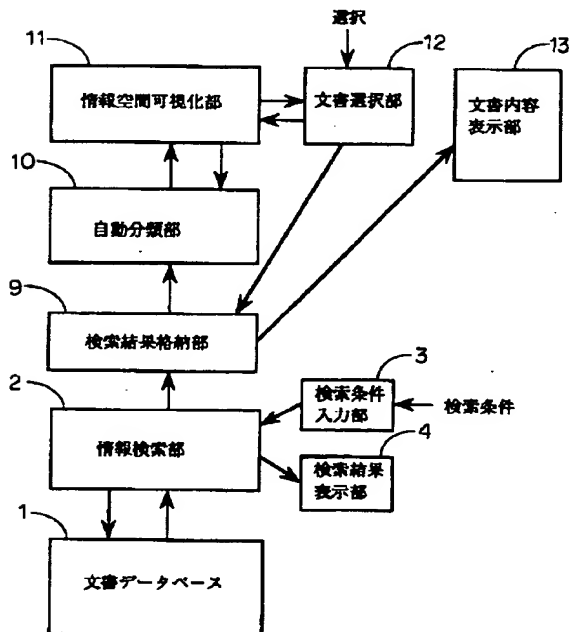 選択
11
12
13
情報空間可視化部
文書選択部
文書内容
表示部
10
自動分類部
9
検索結果格納部
2
3
検索条件
入力部
検索条件
情報検索部
4
検索結果
表示部
1
文書データベース